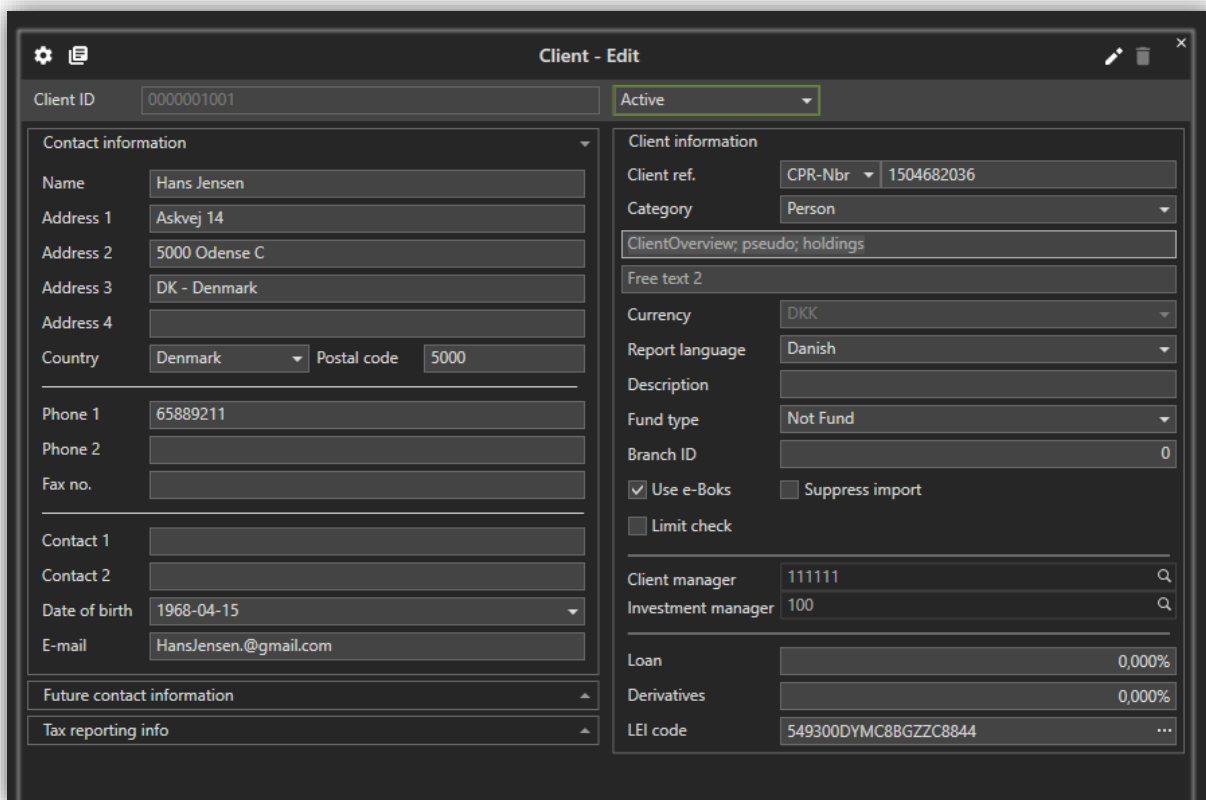 Client - Edit
Client ID 0000001001 Active
Contact information
Name Hans Jensen
Address 1 Askvej 14
Address 2 5000 Odense C
Address 3 DK - Denmark
Address 4
Country Denmark Postal code 5000
Phone 1 65889211
Phone 2
Fax no.
Contact 1
Contact 2
Date of birth 1968-04-15
E-mail HansJensen.@gmail.com
Future contact information
Tax reporting info
Client information
Client ref. CPR-Nbr 1504682036
Category Person
ClientOverview; pseudo; holdings
Free text 2
Currency DKK
Report language Danish
Description
Fund type Not Fund
Branch ID 0
Use e-Boks Suppress import
Limit check
Client manager 111111
Investment manager 100
Loan 0,000%
Derivatives 0,000%
LEI code 549300DYMC8BGZZC8844